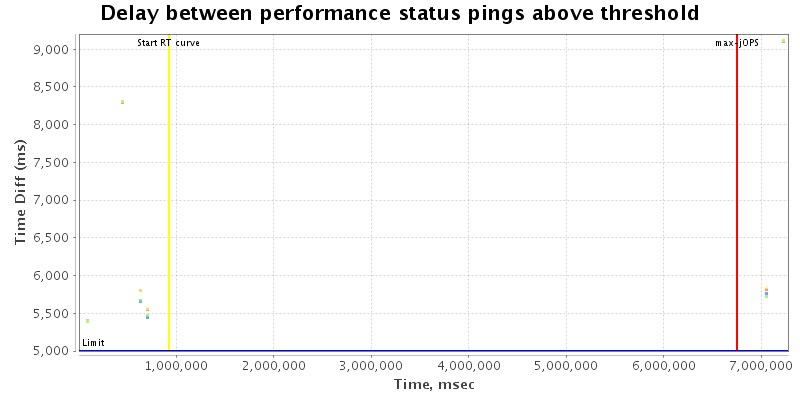 Delay between performance status pings above threshold
Time Diff (ms)
9,000
8,500
8,000
7,500
7,000
6,500
6,000
5,500
5,000
Start RT curve
max-jOPS
Limit
1,000,000
2,000,000
3,000,000
4,000,000
5,000,000
6,000,000
7,000,000
Time, msec